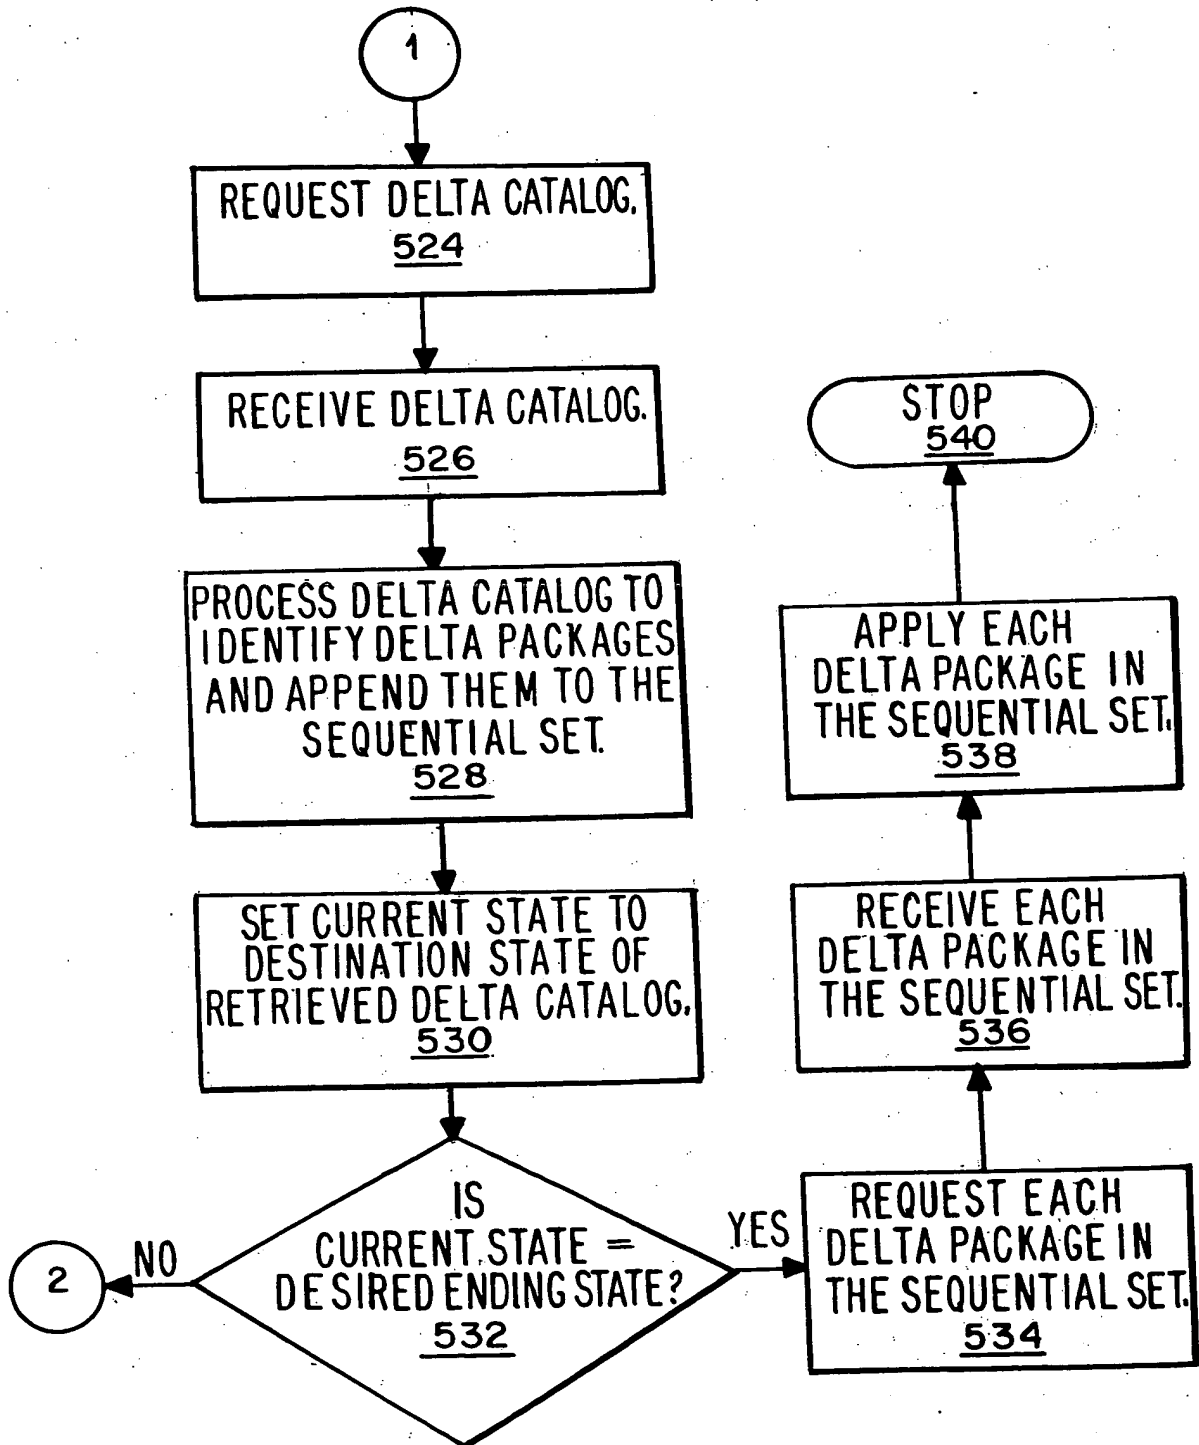 1
REQUEST DELTA CATALOG.
524
RECEIVE DELTA CATALOG.
526
PROCESS DELTA CATALOG TO
IDENTIFY DELTA PACKAGES
AND APPEND THEM TO THE
SEQUENTIAL SET.
528
SET CURRENT STATE TO
DESTINATION STATE OF
RETRIEVED DELTA CATALOG.
530
IS
CURRENT STATE =
DESIRED ENDING STATE?
532
NO
2
YES
REQUEST EACH
DELTA PACKAGE IN
THE SEQUENTIAL SET.
534
RECEIVE EACH
DELTA PACKAGE IN
THE SEQUENTIAL SET.
536
APPLY EACH
DELTA PACKAGE IN
THE SEQUENTIAL SET.
538
STOP
540